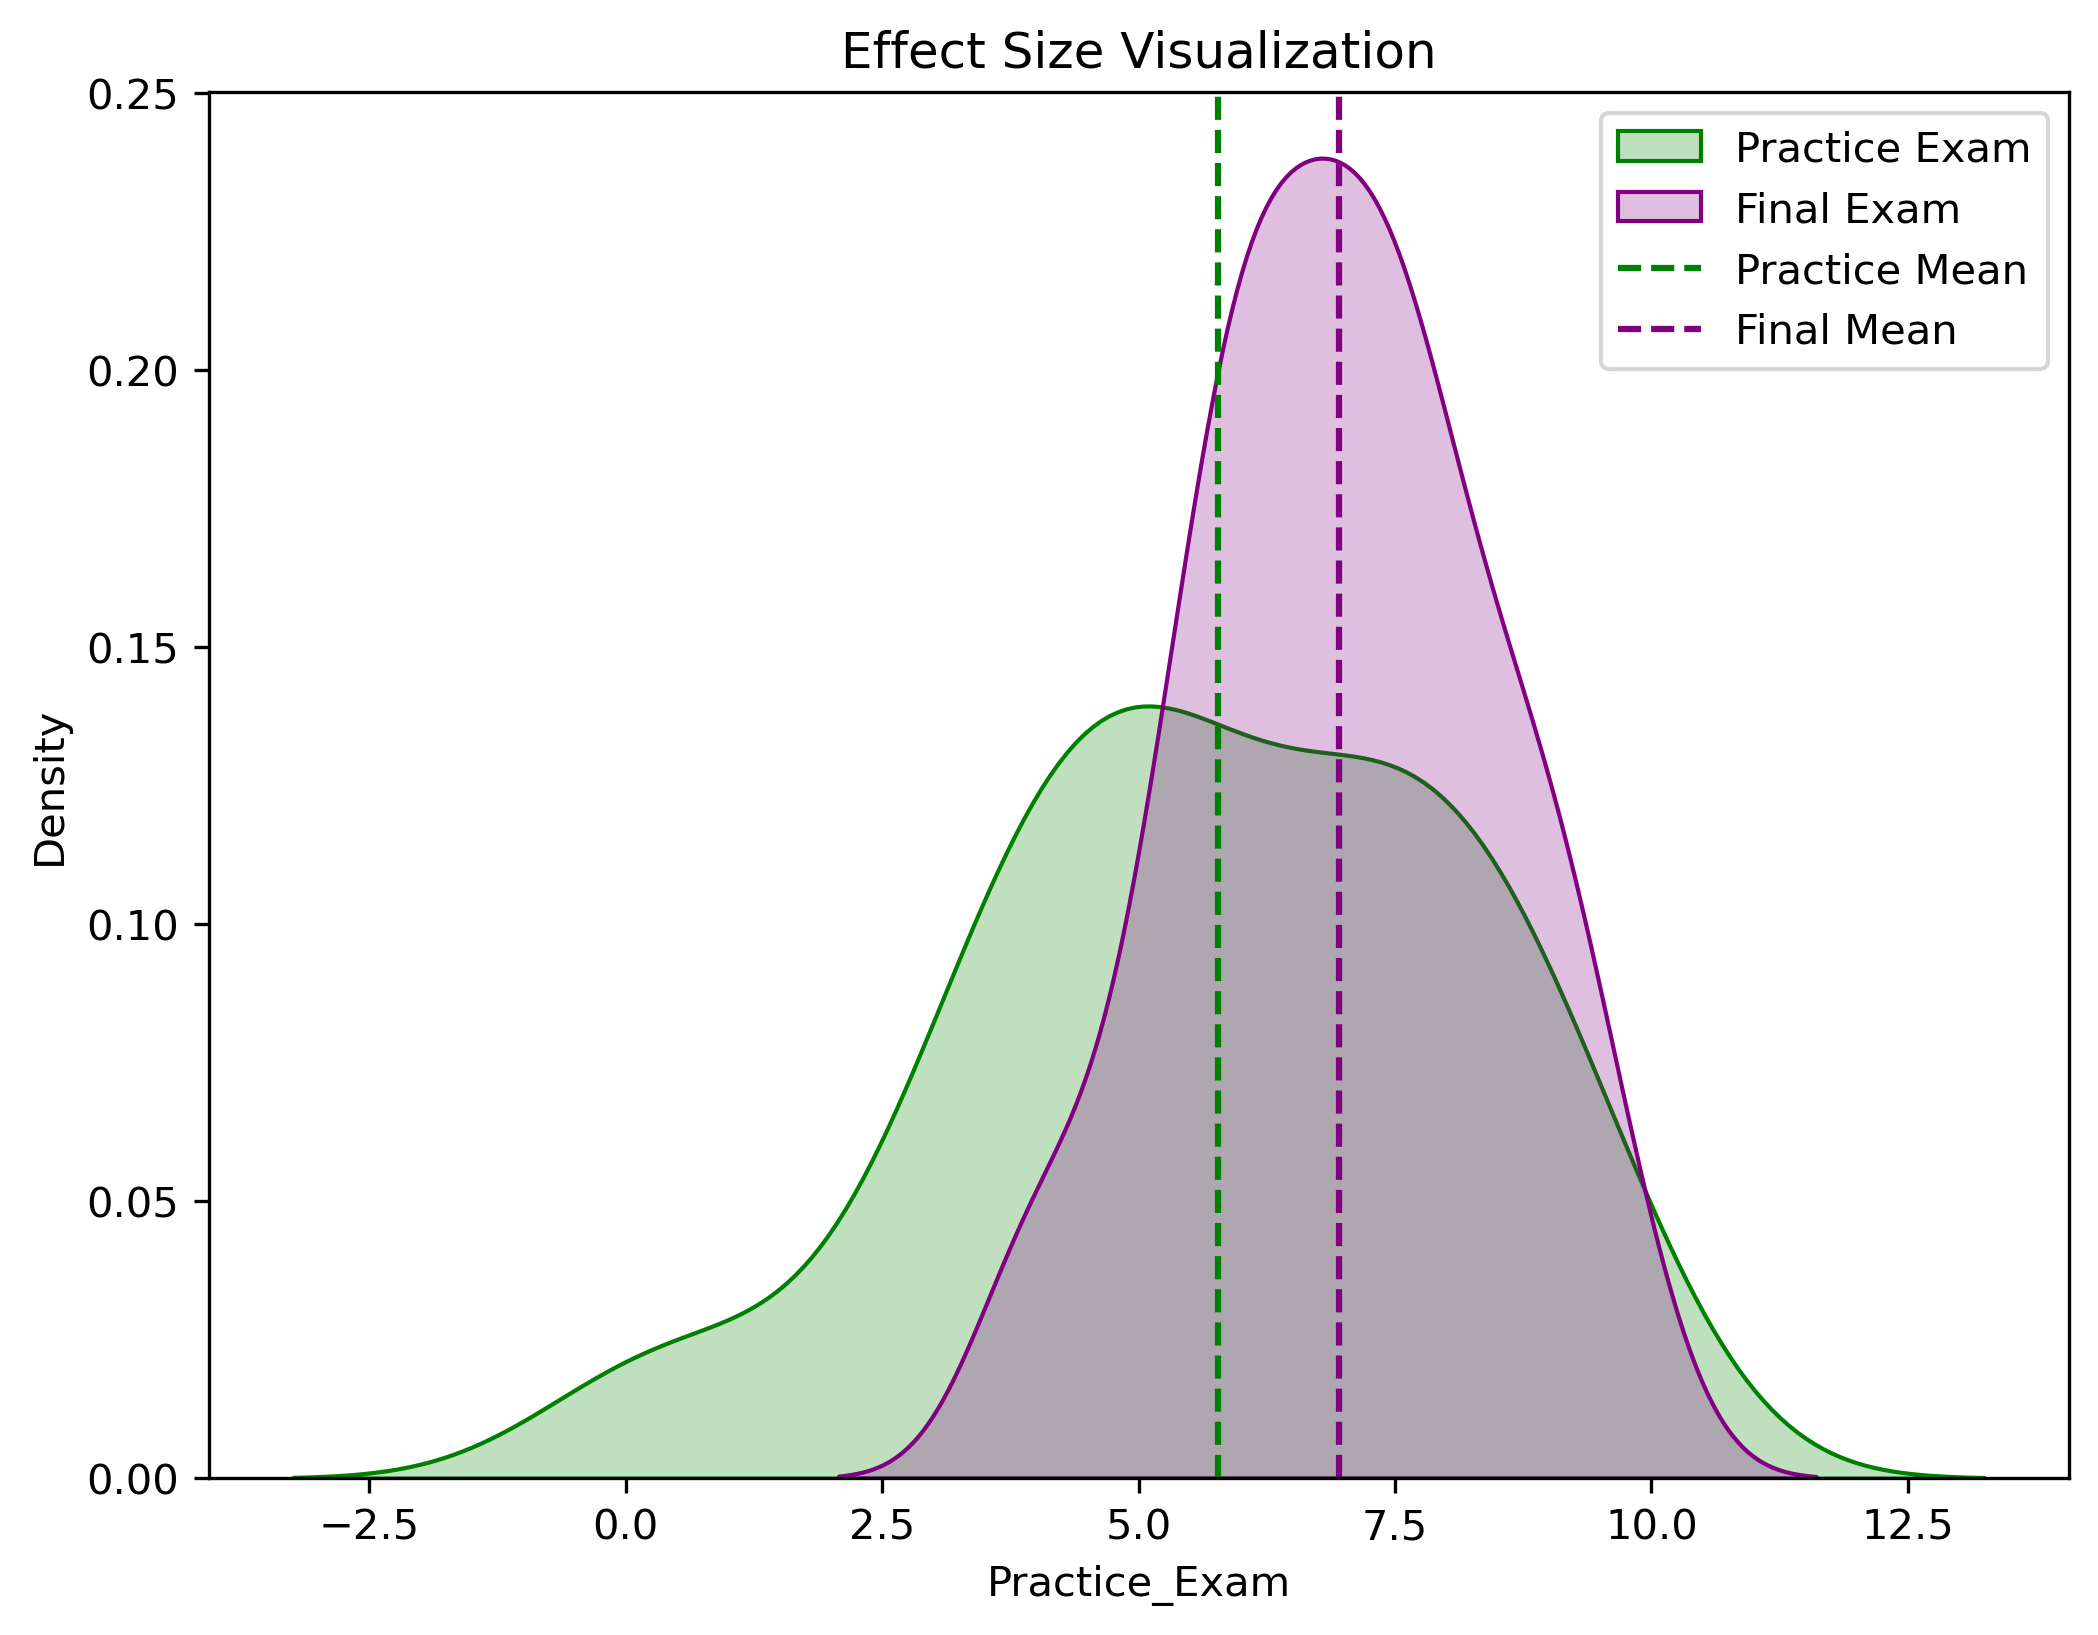 Effect Size Visualization
0.25
0.20
0.15
0.10
0.05
0.00
Density
Practice Exam
Final Exam
Practice Mean
Final Mean
−2.5 0.0 2.5 5.0 7.5 10.0 12.5
Practice_Exam